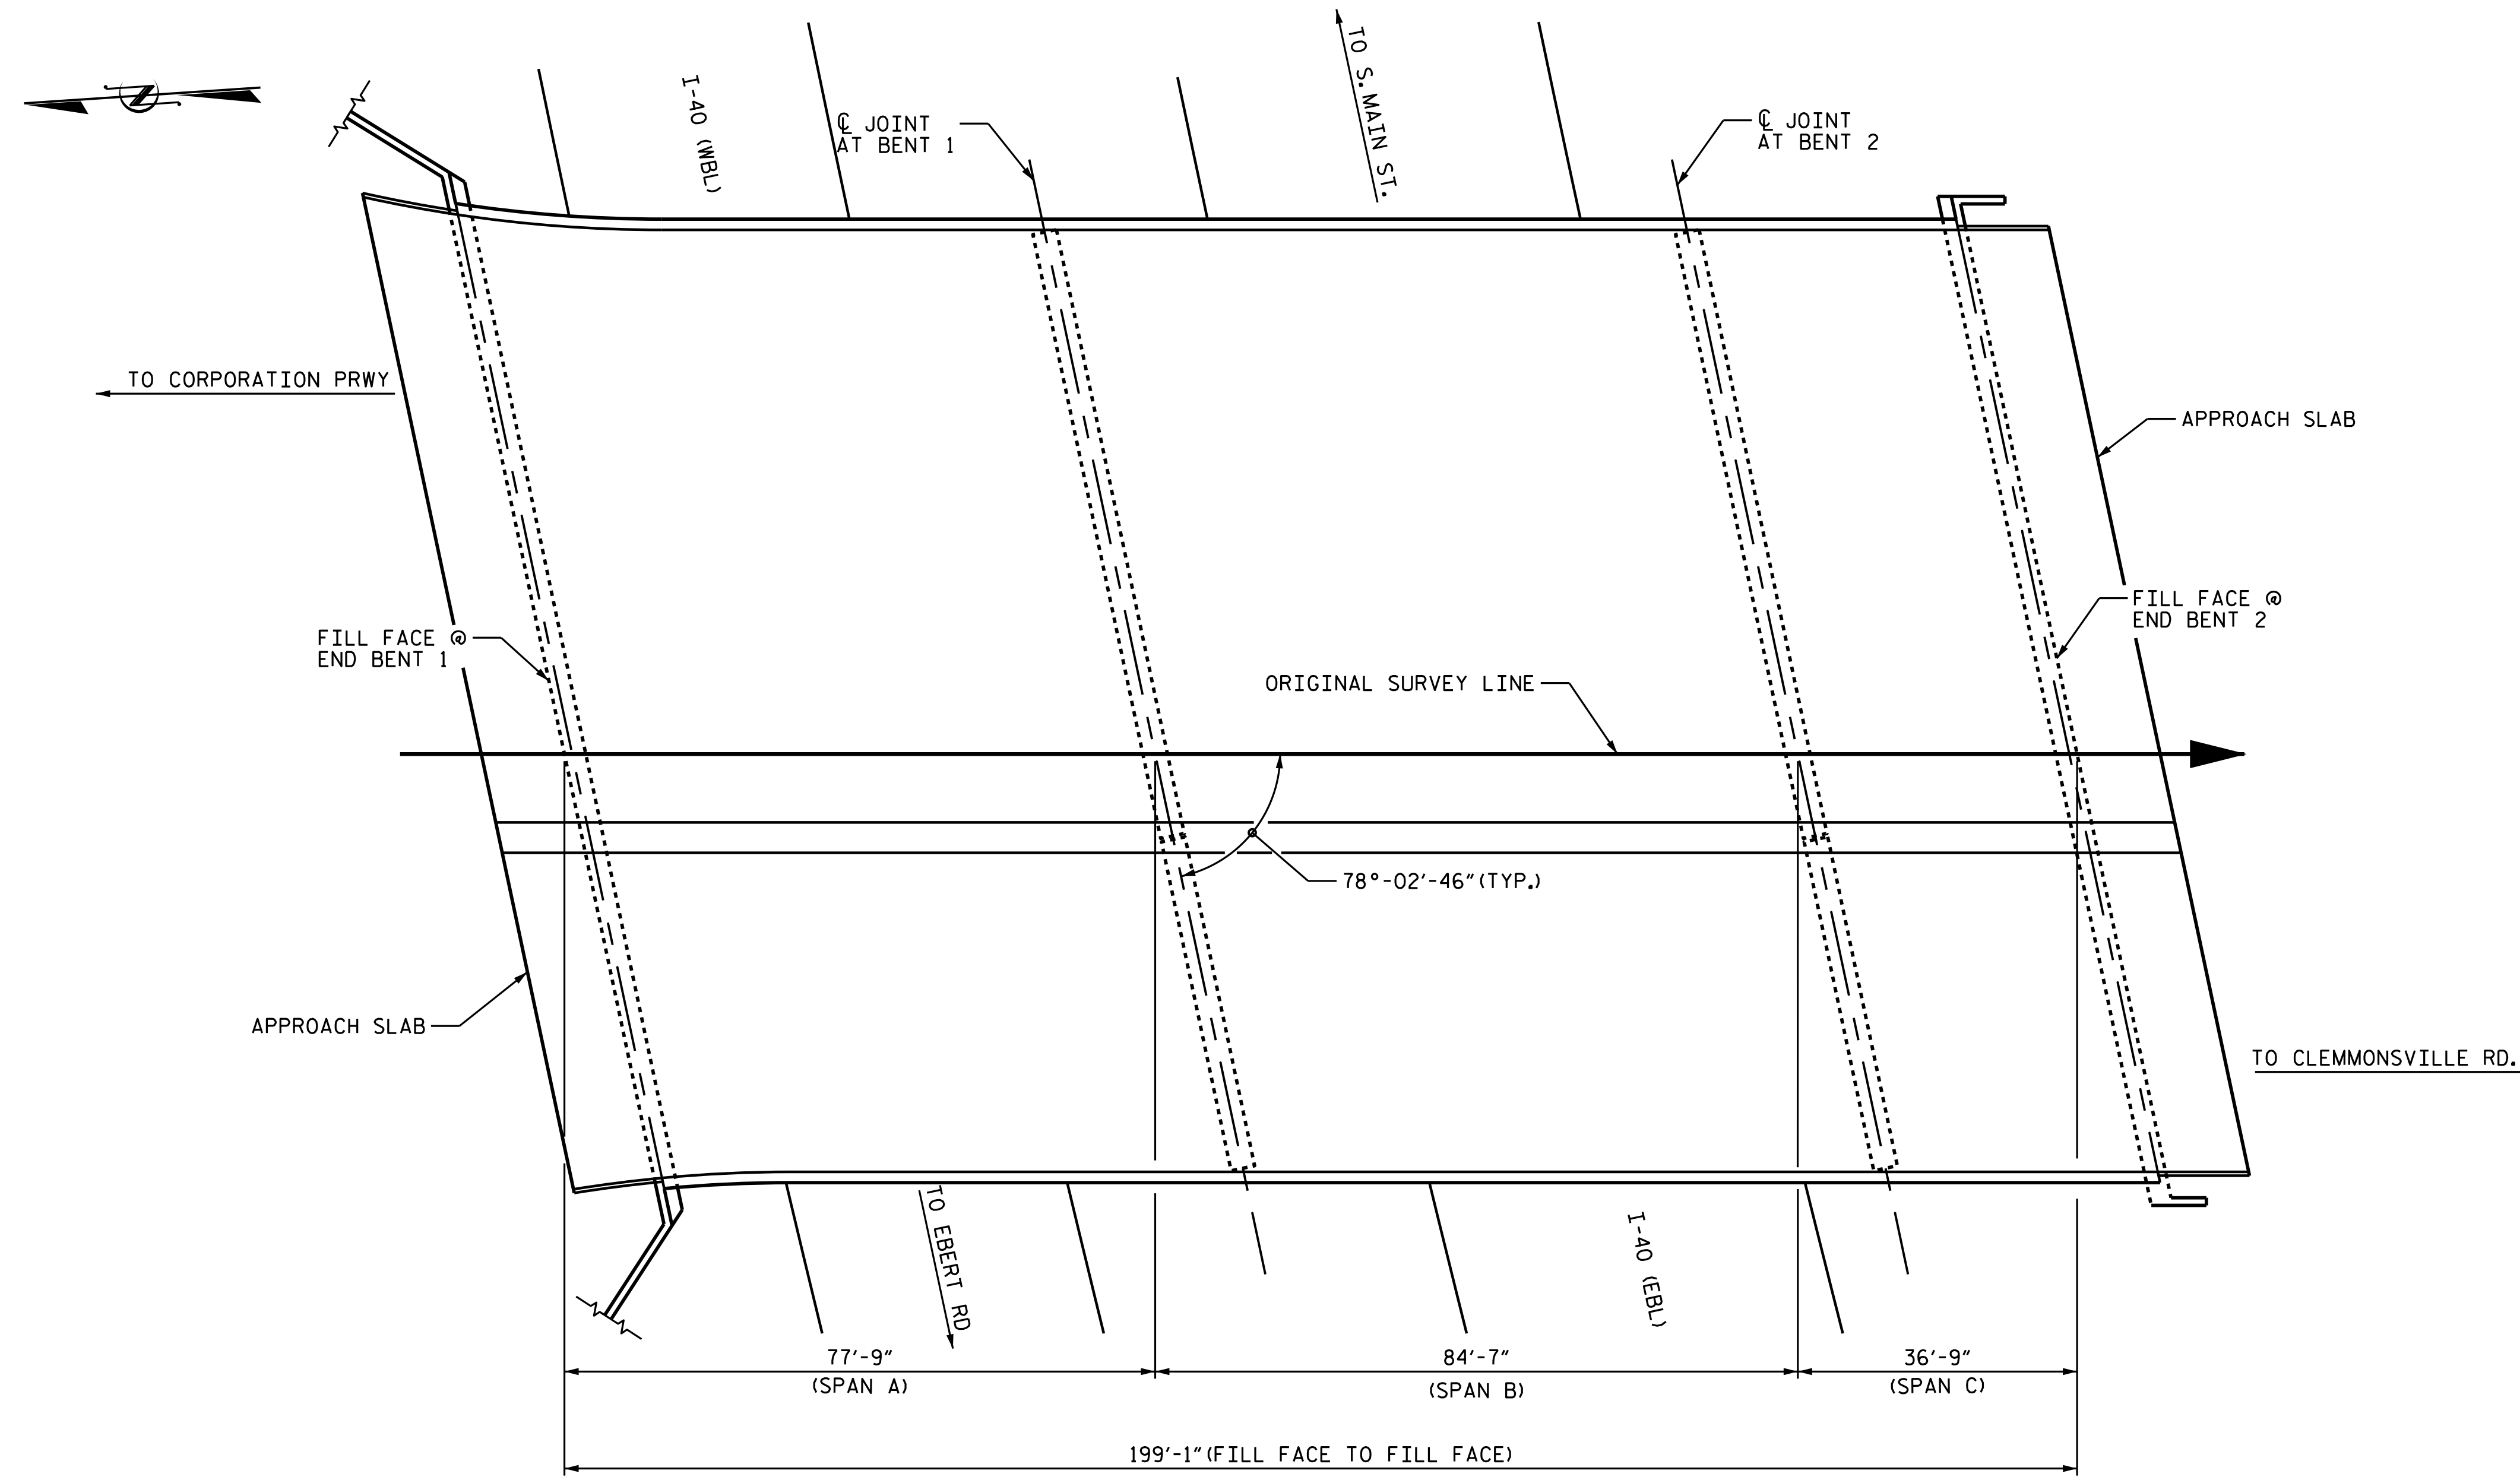 I-40 (WBL)
TO S. MAIN ST.
℄ JOINT
AT BENT 1
℄ JOINT
AT BENT 2
TO CORPORATION PRWY
APPROACH SLAB
FILL FACE @
END BENT 2
FILL FACE @
END BENT 1
ORIGINAL SURVEY LINE
78°-02'-46" (TYP.)
APPROACH SLAB
TO CLEMMONSVILLE RD.
TO EBERT RD
I-40 (EBL)
77'-9"
(SPAN A)
84'-7"
(SPAN B)
36'-9"
(SPAN C)
199'-1" (FILL FACE TO FILL FACE)